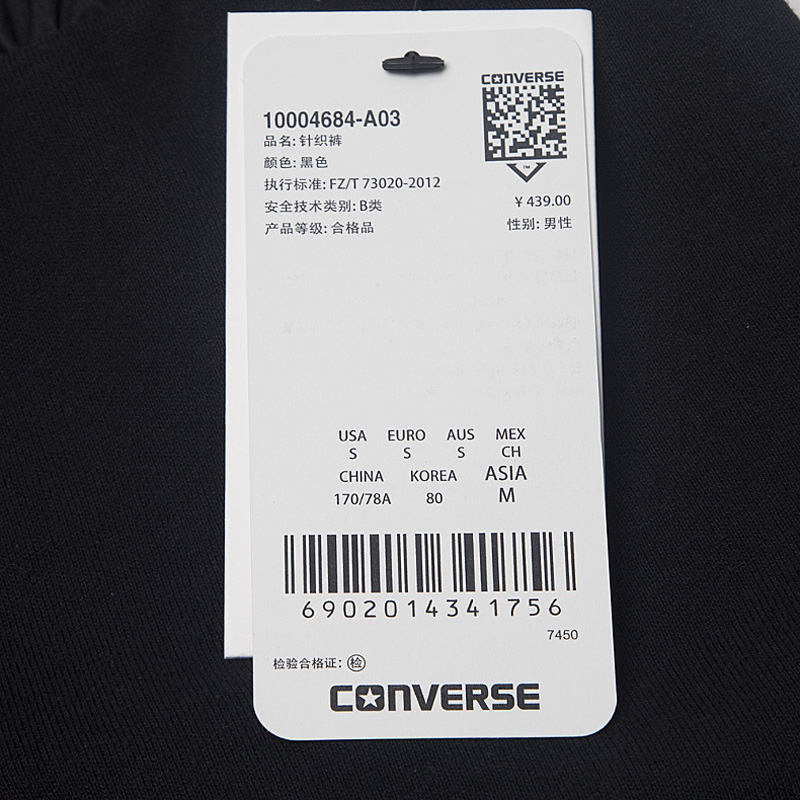 CONVERSE
10004684-A03
品名: 针织裤
颜色: 黑色
执行标准: FZ/T 73020-2012
安全技术类别: B类
产品等级: 合格品
TM
¥ 439.00
性别: 男性
USA EURO AUS MEX
S S S CH
CHINA KOREA ASIA
170/78A 80 M
6902014341756
7450
检验合格证: 检
CONVERSE